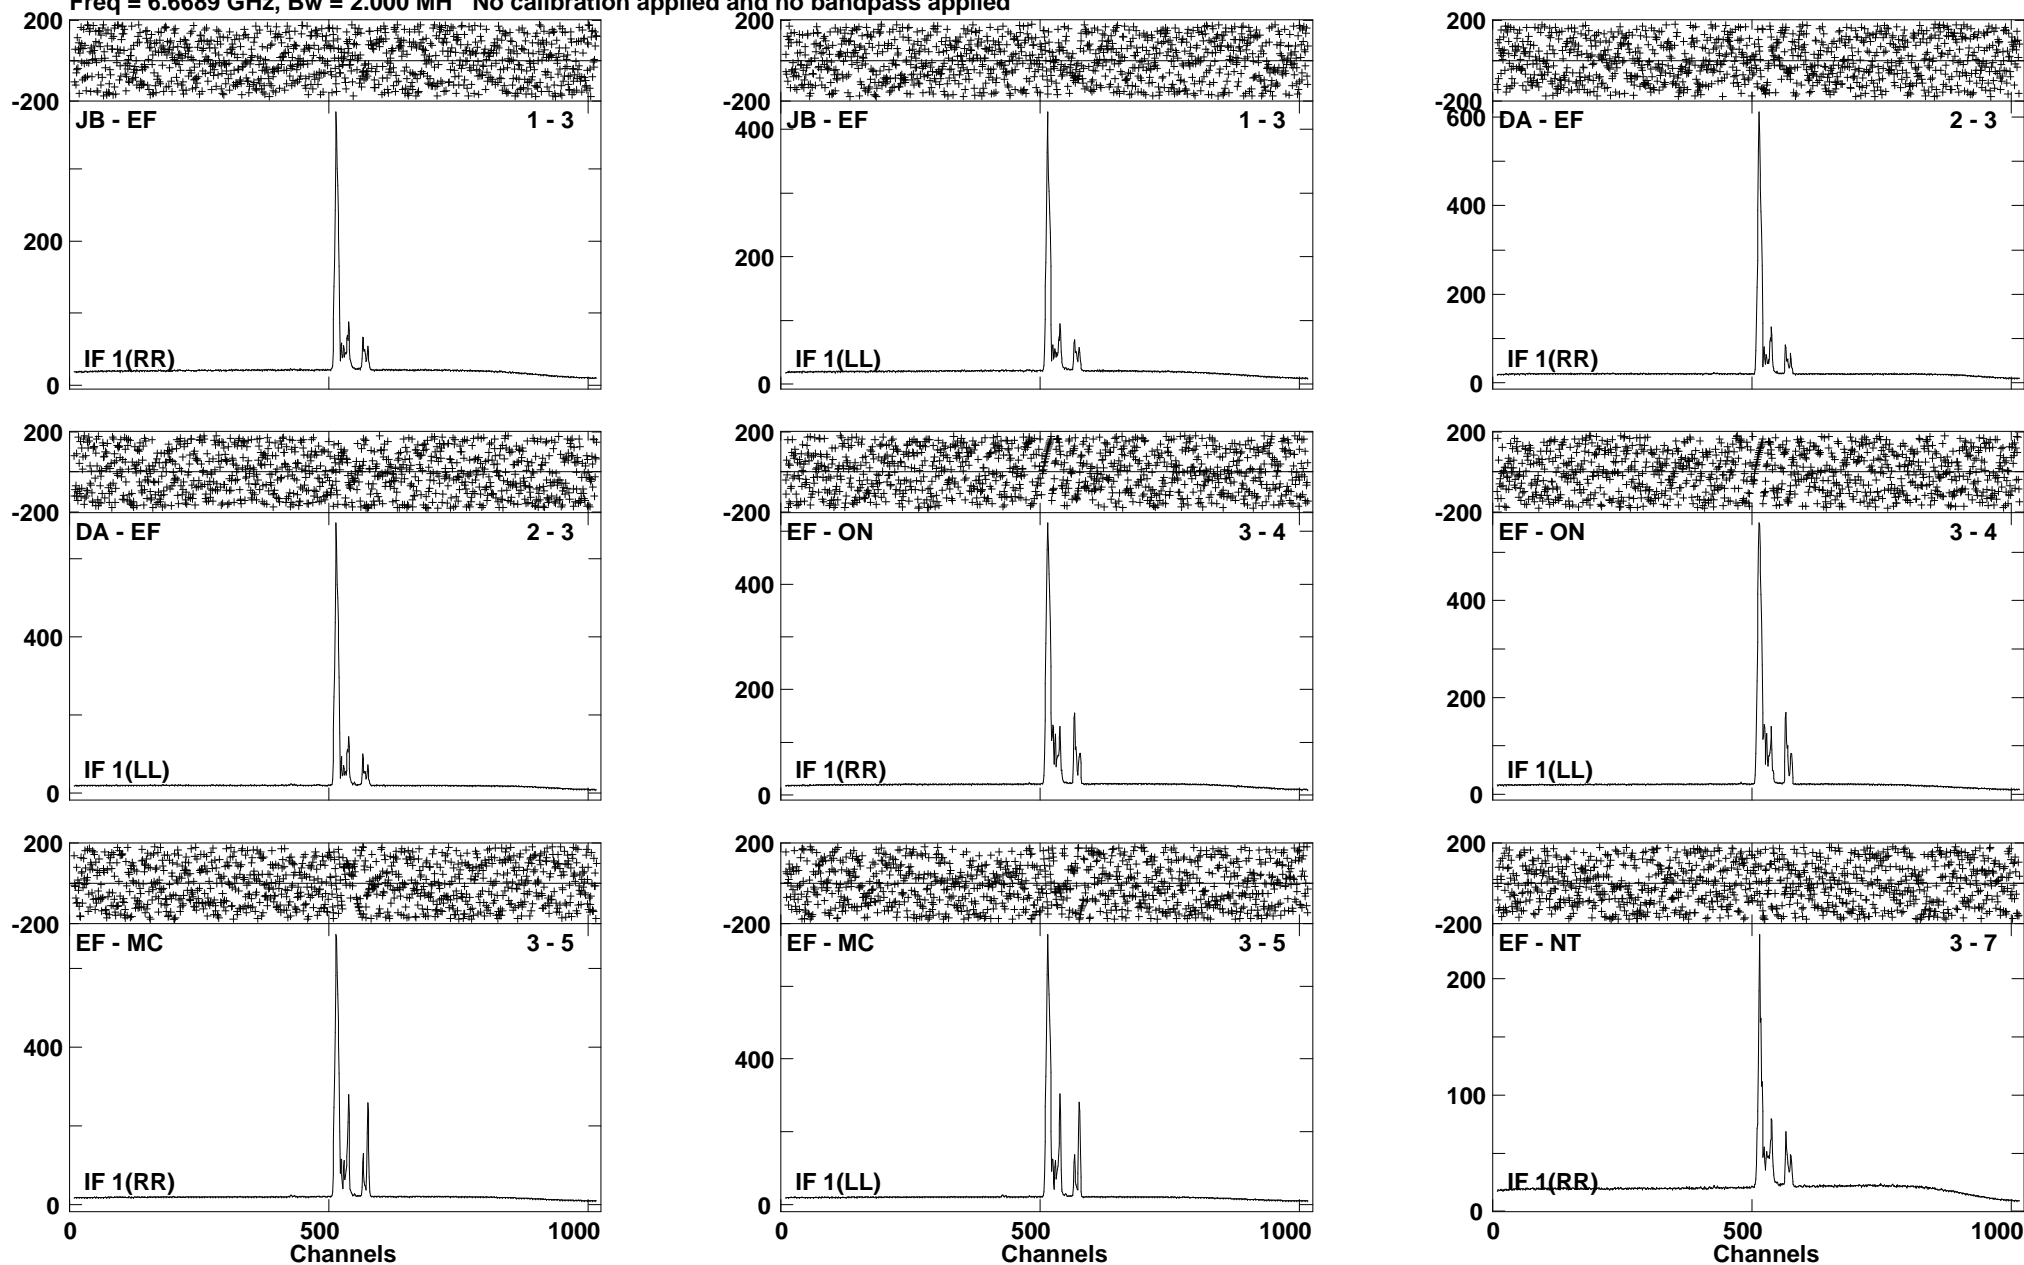 Freq = 6.6689 GHz, Bw = 2.000 MH No calibration applied and no bandpass applied
200
-200
JB - EF 1 - 3
200
0
IF 1(RR)
200
-200
JB - EF 1 - 3
400
200
0
IF 1(LL)
200
-200
DA - EF 2 - 3
600
400
200
0
IF 1(RR)
200
-200
DA - EF 2 - 3
400
0
IF 1(LL)
200
-200
EF - ON 3 - 4
400
200
0
IF 1(RR)
200
-200
EF - ON 3 - 4
400
200
0
IF 1(LL)
200
-200
EF - MC 3 - 5
400
0
IF 1(RR)
0 500 1000
Channels
200
-200
EF - MC 3 - 5
400
0
IF 1(LL)
0 500 1000
Channels
200
-200
EF - NT 3 - 7
200
100
0
IF 1(RR)
0 500 1000
Channels